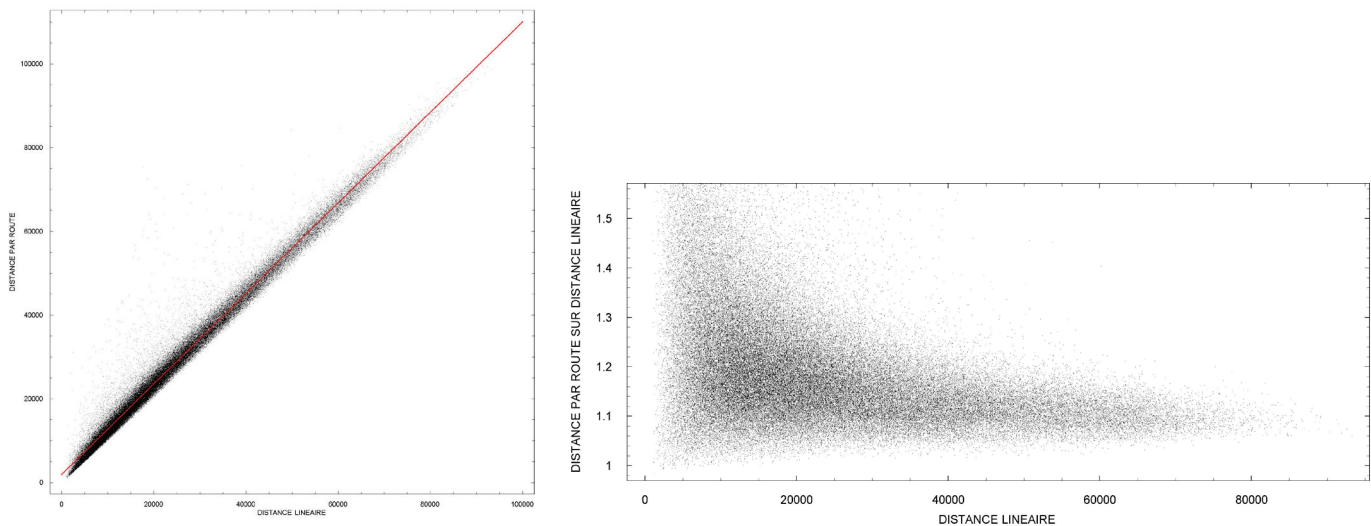 DISTANCE PAR ROUTE
100000
80000
60000
40000
20000
0
0 20000 40000 60000 80000 100000
DISTANCE LINEAIRE
DISTANCE PAR ROUTE SUR DISTANCE LINEAIRE
1.5
1.4
1.3
1.2
1.1
1
0 20000 40000 60000 80000
DISTANCE LINEAIRE